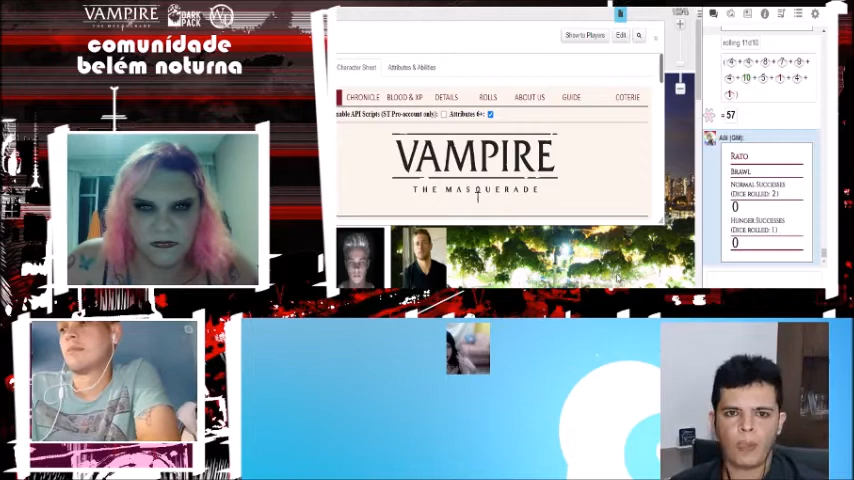 VAMPIRE
THE MASQUERADE
DARK
PACK
comunidade
belém noturna
Show to Players
Edit
Character Sheet
Attributes & Abilities
CHRONICLE
BLOOD & XP
DETAILS
ROLLS
ABOUT US
GUIDE
COTERIE
nable API Scripts (ST Pro-account only):
Attributes 6+:
VAMPIRE
THE MASQUERADE
rolling 11d10
= 57
(GM):
RATO
BRAWL
NORMAL SUCCESSES
(DICE ROLLED: 2)
0
HUNGER SUCCESSES
(DICE ROLLED: 1)
0